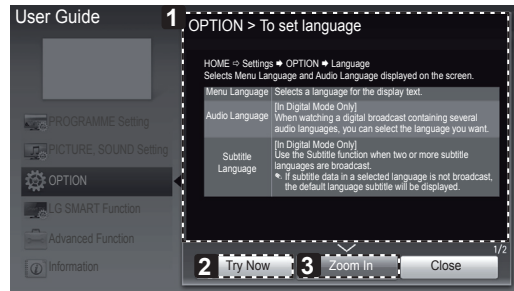 User Guide
1
OPTION > To set language
HOME ⇨ Settings ➡ OPTION ➡ Language
Selects Menu Language and Audio Language displayed on the screen.
Menu Language Selects a language for the display text.
Audio Language [In Digital Mode Only]
When watching a digital broadcast containing several
audio languages, you can select the language you want.
Subtitle
Language
[In Digital Mode Only]
Use the Subtitle function when two or more subtitle
languages are broadcast.
If subtitle data in a selected language is not broadcast,
the default language subtitle will be displayed.
PROGRAMME Setting
PICTURE, SOUND Setting
OPTION
LG SMART Function
Advanced Function
Information
1/2
2 Try Now
3 Zoom In
Close